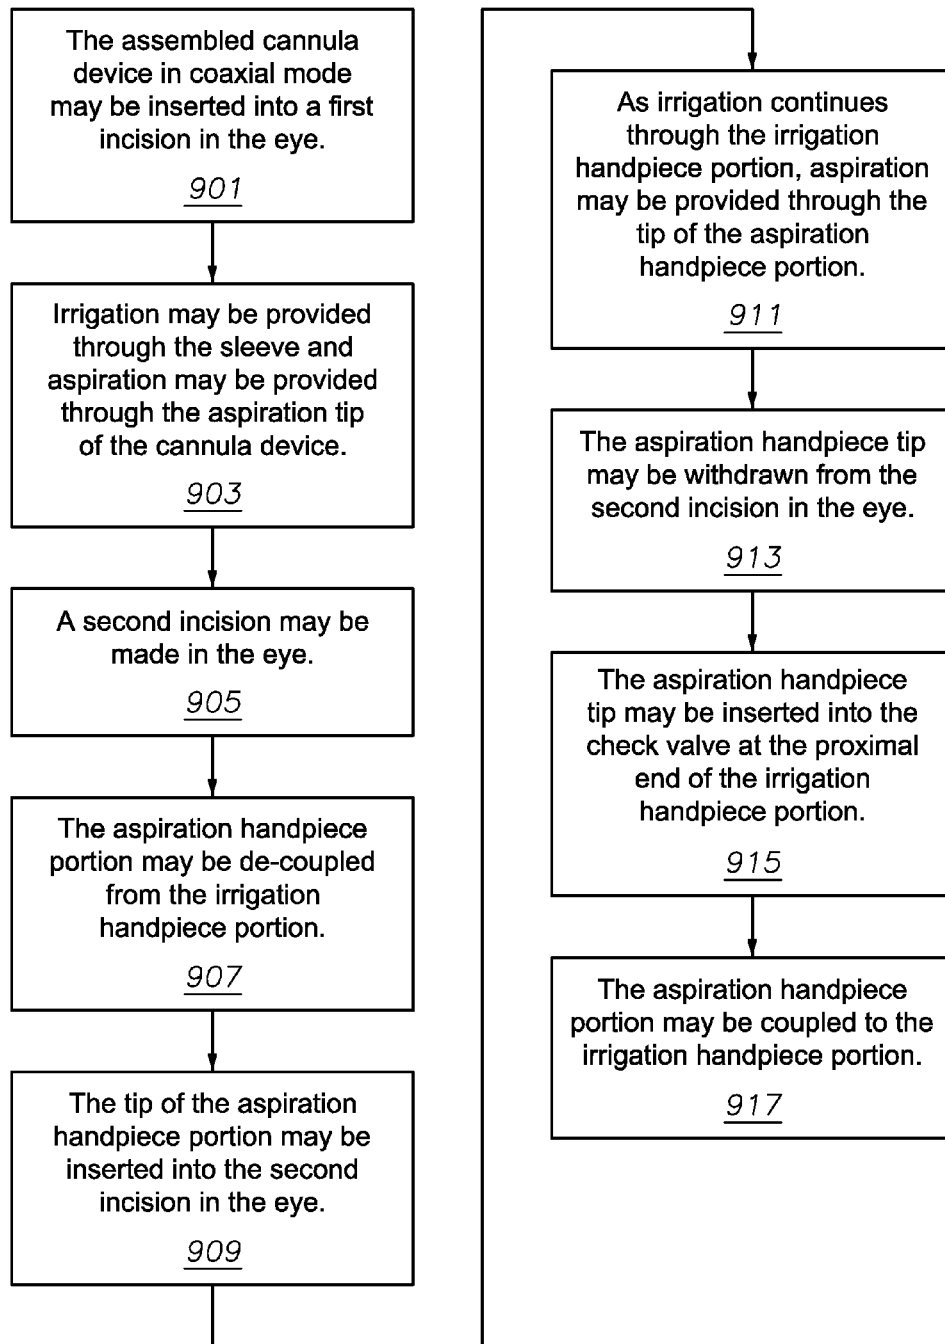 The assembled cannula
device in coaxial mode
may be inserted into a first
incision in the eye.
901
Irrigation may be provided
through the sleeve and
aspiration may be provided
through the aspiration tip
of the cannula device.
903
A second incision may be
made in the eye.
905
The aspiration handpiece
portion may be de-coupled
from the irrigation
handpiece portion.
907
The tip of the aspiration
handpiece portion may be
inserted into the second
incision in the eye.
909
As irrigation continues
through the irrigation
handpiece portion, aspiration
may be provided through the
tip of the aspiration
handpiece portion.
911
The aspiration handpiece tip
may be withdrawn from the
second incision in the eye.
913
The aspiration handpiece
tip may be inserted into the
check valve at the proximal
end of the irrigation
handpiece portion.
915
The aspiration handpiece
portion may be coupled to the
irrigation handpiece portion.
917